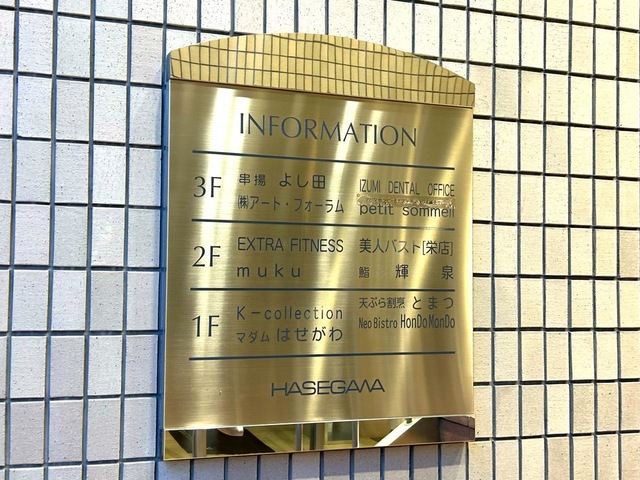 INFORMATION
3F 串揚 よし田 IZUMI DENTAL OFFICE
㈱アート・フォーラム petit sommeil
2F EXTRA FITNESS 美人バスト[栄店]
muku 鮨 輝 泉
1F K-collection 天ぷら割烹 とまつ
マダム はせがわ Neo Bistro HonDoMonDo
HASEGAWA